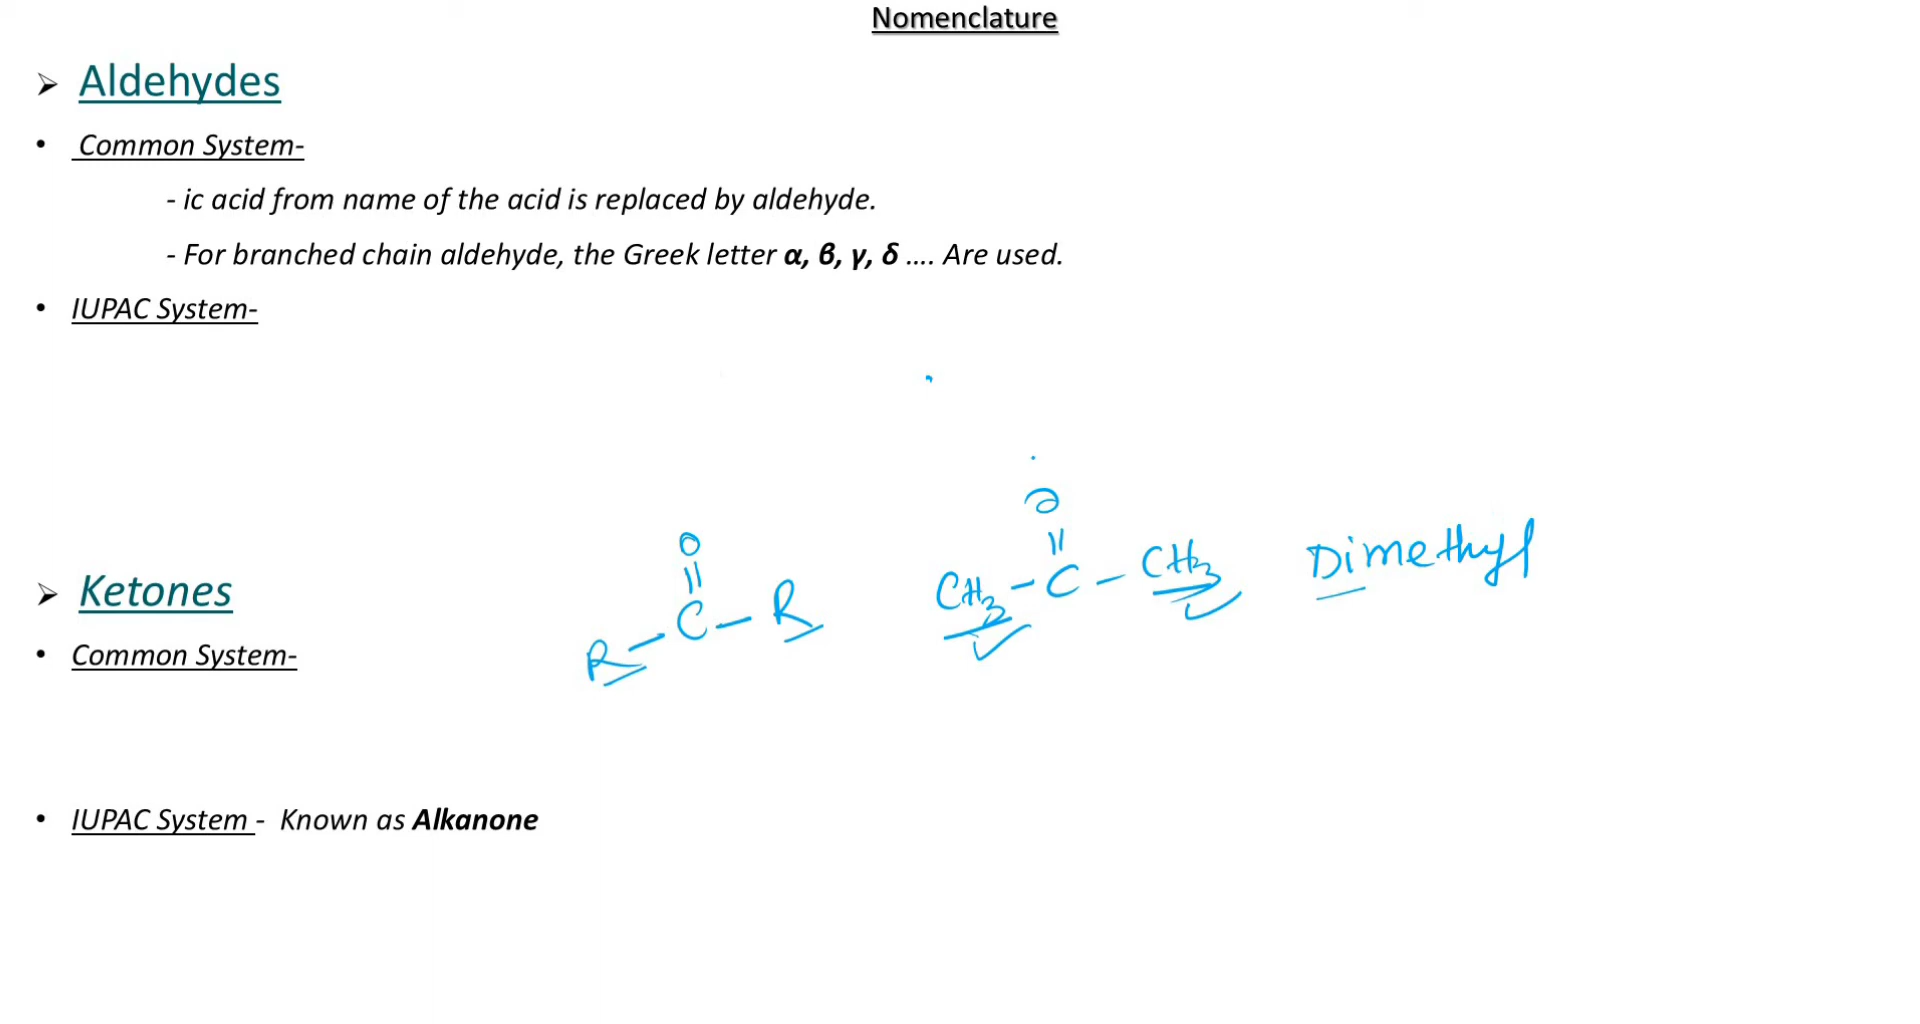 Nomenclature
➢ Aldehydes
• Common System-
- ic acid from name of the acid is replaced by aldehyde.
- For branched chain aldehyde, the Greek letter α, β, γ, δ .... Are used.
• IUPAC System-
O
||
R - C - R
O
||
CH3 - C - CH3 Dimethyl
➢ Ketones
• Common System-
• IUPAC System - Known as Alkanone